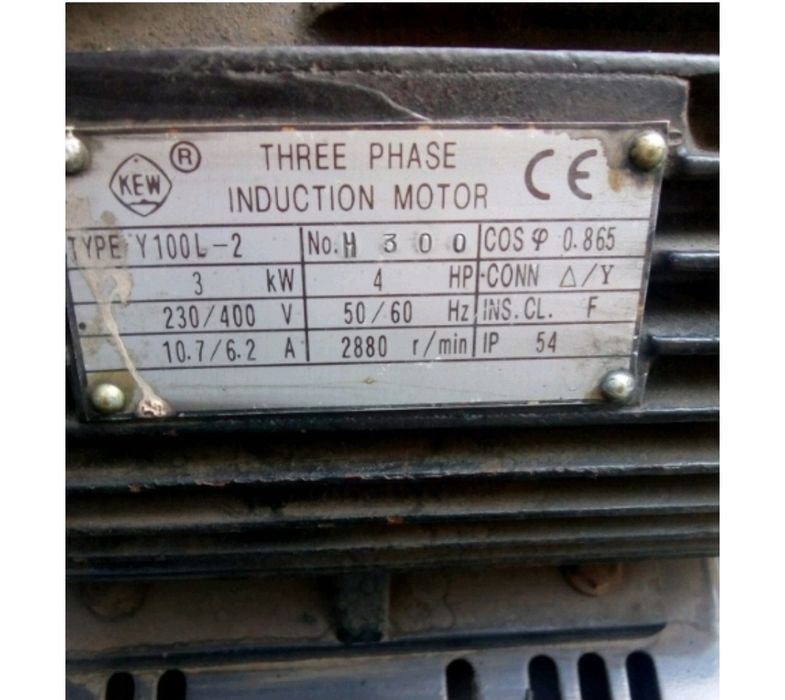 KEW ® THREE PHASE CE
INDUCTION MOTOR
TYPE Y100L-2 No. H 300 COS φ 0.865
3 kW 4 HP CONN △/Y
230/400 V 50/60 Hz INS.CL. F
10.7/6.2 A 2880 r/min IP 54